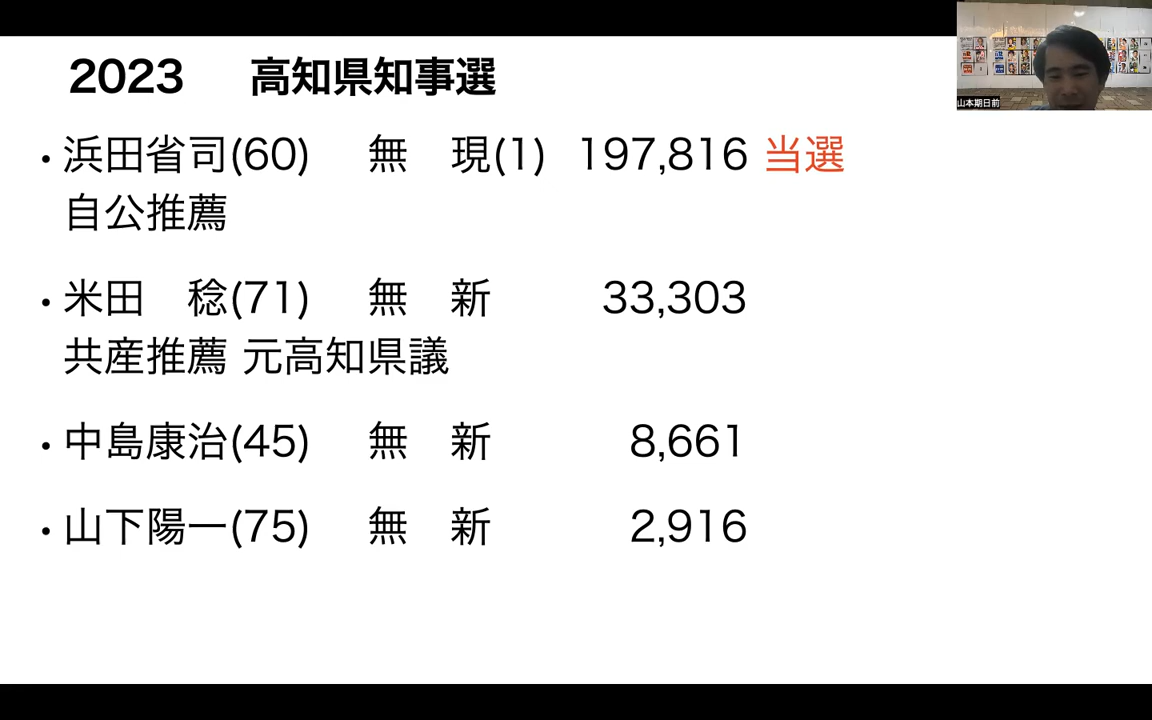 2023 高知県知事選
・浜田省司(60) 無 現(1) 197,816 当選
自公推薦
・米田 稔(71) 無 新 33,303
共産推薦 元高知県議
・中島康治(45) 無 新 8,661
・山下陽一(75) 無 新 2,916
山本期日前